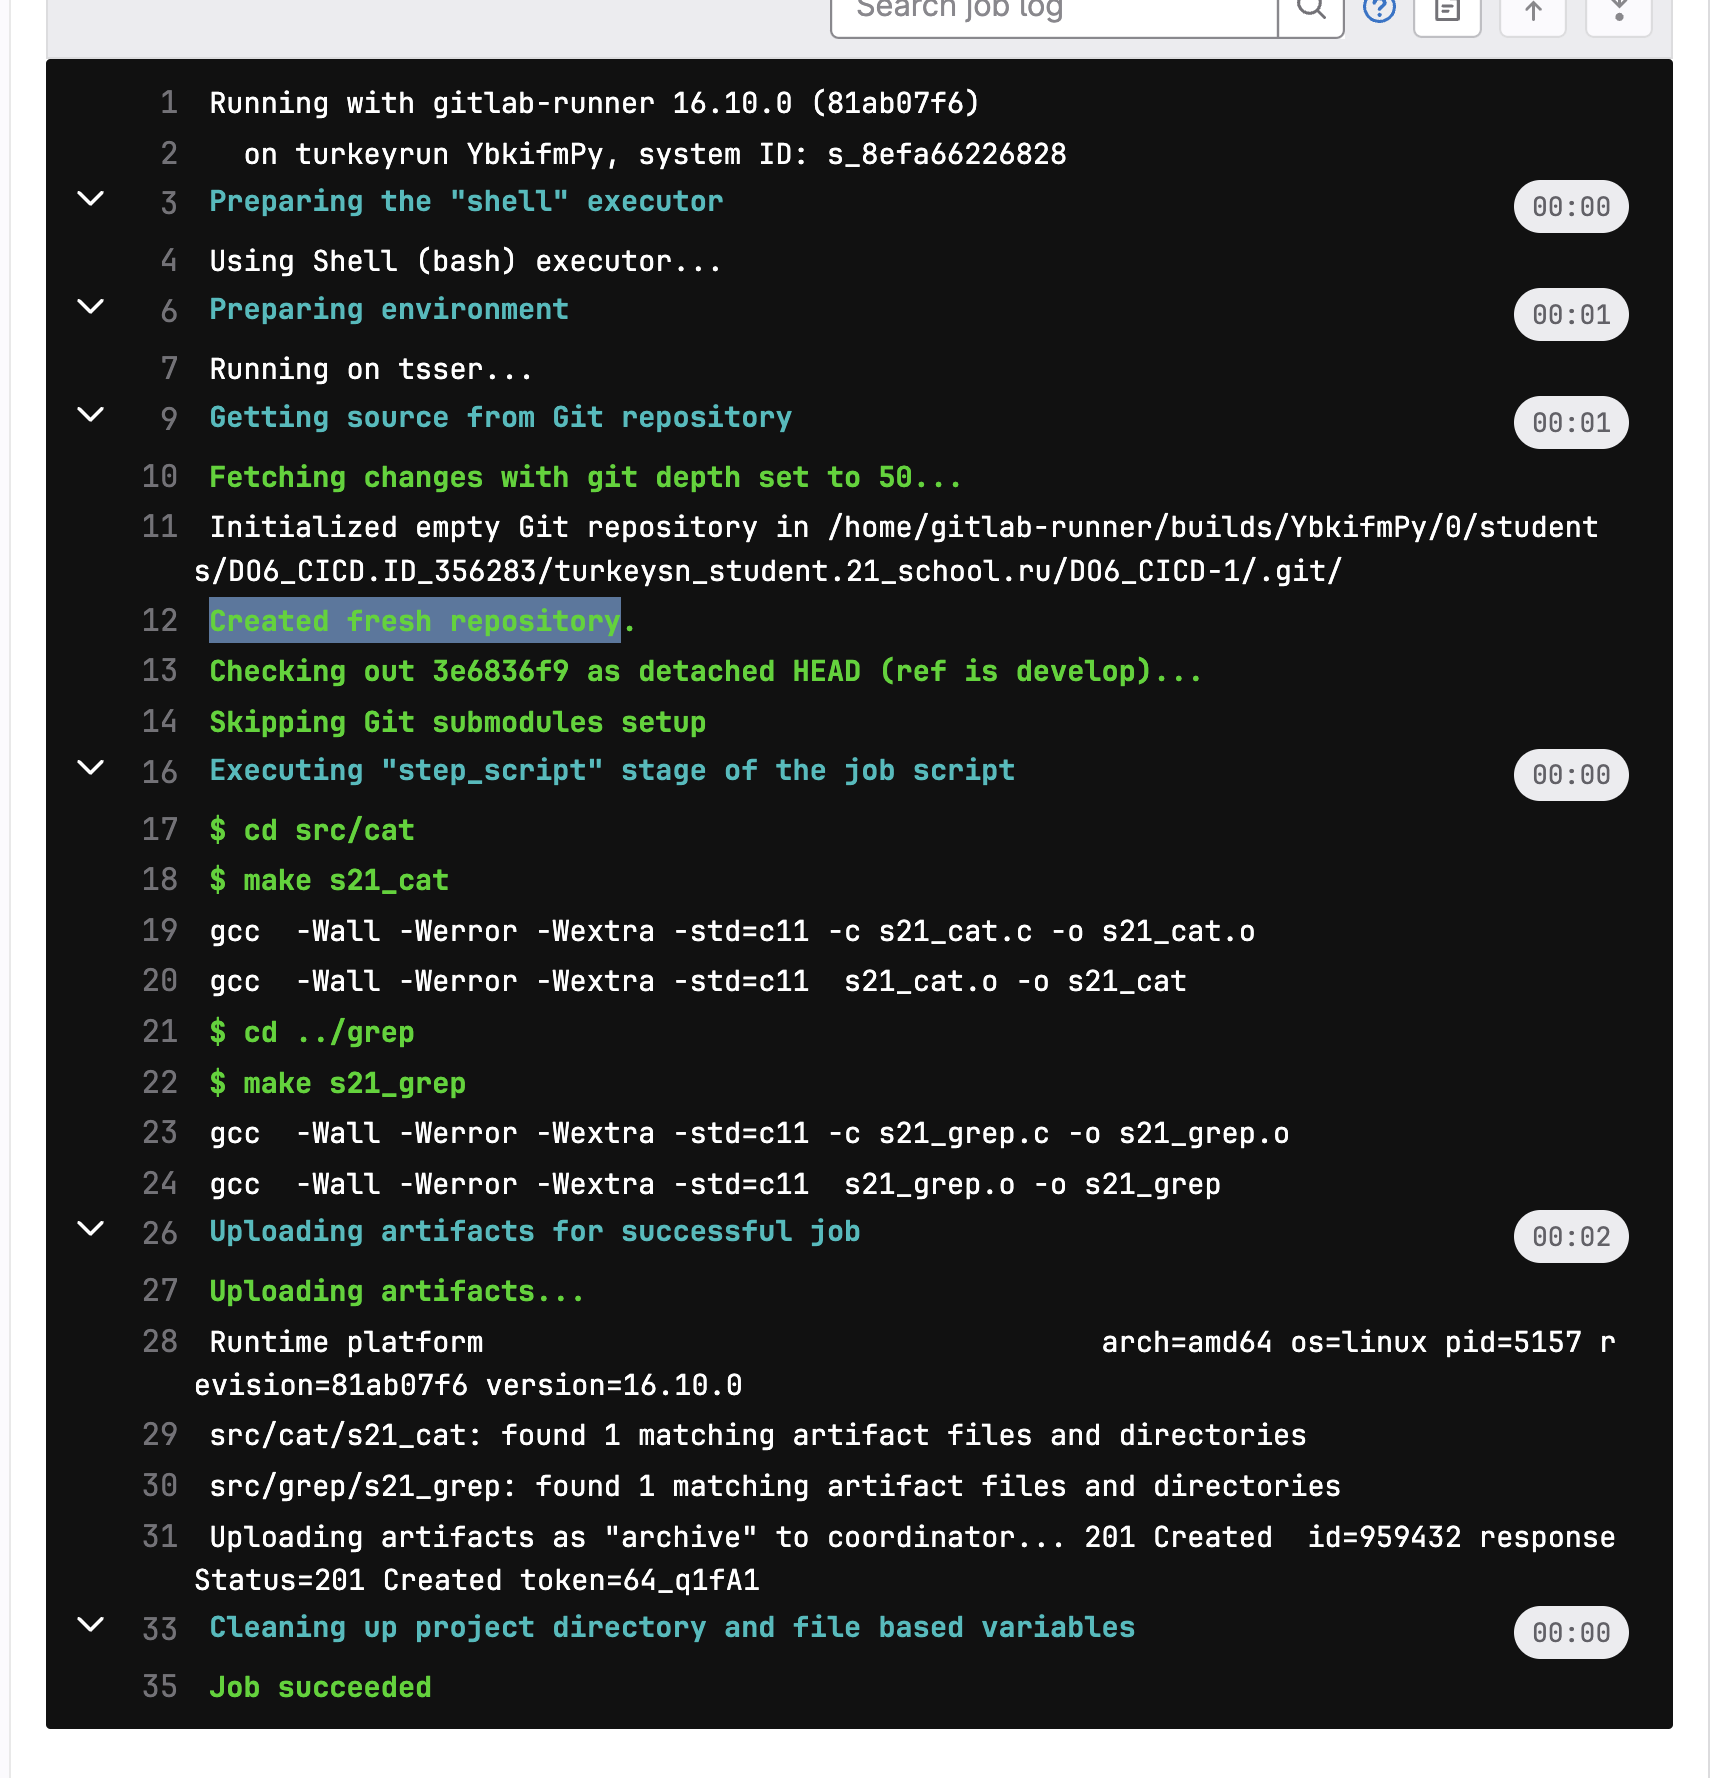 Search job log
1 Running with gitlab-runner 16.10.0 (81ab07f6)
2 on turkeyrun YbkifmPy, system ID: s_8efa66226828
3 Preparing the "shell" executor 00:00
4 Using Shell (bash) executor...
6 Preparing environment 00:01
7 Running on tsser...
9 Getting source from Git repository 00:01
10 Fetching changes with git depth set to 50...
11 Initialized empty Git repository in /home/gitlab-runner/builds/YbkifmPy/0/student
s/DO6_CICD.ID_356283/turkeysn_student.21_school.ru/DO6_CICD-1/.git/
12 Created fresh repository.
13 Checking out 3e6836f9 as detached HEAD (ref is develop)...
14 Skipping Git submodules setup
16 Executing "step_script" stage of the job script 00:00
17 $ cd src/cat
18 $ make s21_cat
19 gcc  -Wall -Werror -Wextra -std=c11 -c s21_cat.c -o s21_cat.o
20 gcc  -Wall -Werror -Wextra -std=c11  s21_cat.o -o s21_cat
21 $ cd ../grep
22 $ make s21_grep
23 gcc  -Wall -Werror -Wextra -std=c11 -c s21_grep.c -o s21_grep.o
24 gcc  -Wall -Werror -Wextra -std=c11  s21_grep.o -o s21_grep
26 Uploading artifacts for successful job 00:02
27 Uploading artifacts...
28 Runtime platform                                    arch=amd64 os=linux pid=5157 r
evision=81ab07f6 version=16.10.0
29 src/cat/s21_cat: found 1 matching artifact files and directories
30 src/grep/s21_grep: found 1 matching artifact files and directories
31 Uploading artifacts as "archive" to coordinator... 201 Created  id=959432 response
Status=201 Created token=64_q1fA1
33 Cleaning up project directory and file based variables 00:00
35 Job succeeded